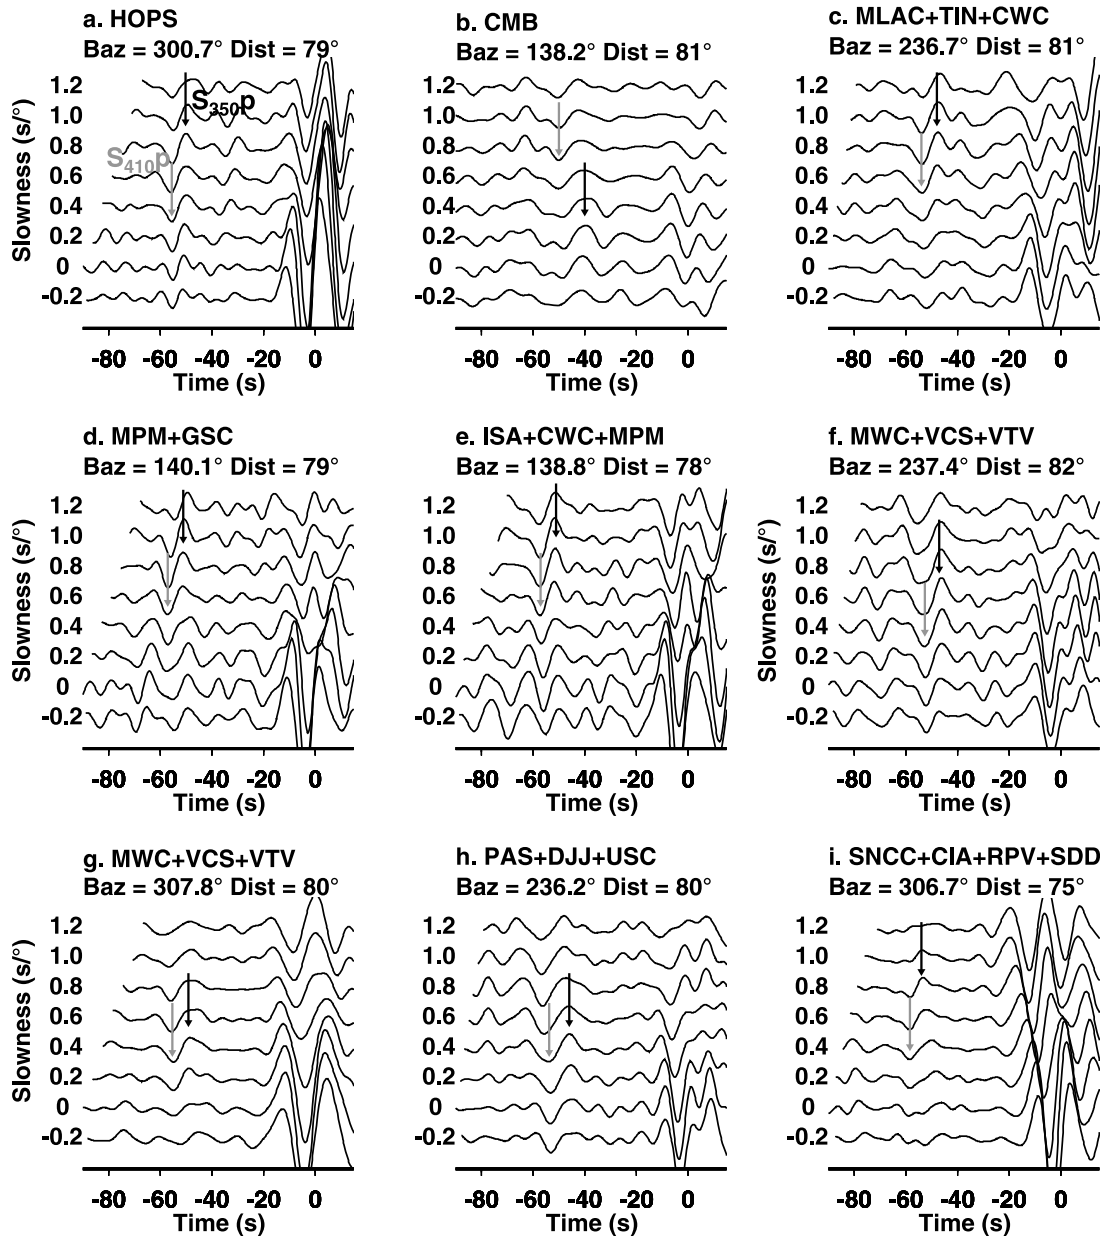 a. HOPS
Baz = 300.7° Dist = 79°
b. CMB
Baz = 138.2° Dist = 81°
c. MLAC+TIN+CWC
Baz = 236.7° Dist = 81°
Slowness (s/°)
1.2
1.0
0.8
0.6
0.4
0.2
0
-0.2
S350p
S410p
-80 -60 -40 -20 0
Time (s)
1.2
1.0
0.8
0.6
0.4
0.2
0
-0.2
-80 -60 -40 -20 0
Time (s)
1.2
1.0
0.8
0.6
0.4
0.2
0
-0.2
-80 -60 -40 -20 0
Time (s)
d. MPM+GSC
Baz = 140.1° Dist = 79°
e. ISA+CWC+MPM
Baz = 138.8° Dist = 78°
f. MWC+VCS+VTV
Baz = 237.4° Dist = 82°
Slowness (s/°)
1.2
1.0
0.8
0.6
0.4
0.2
0
-0.2
-80 -60 -40 -20 0
Time (s)
1.2
1.0
0.8
0.6
0.4
0.2
0
-0.2
-80 -60 -40 -20 0
Time (s)
Slowness (s/°)
1.2
1.0
0.8
0.6
0.4
0.2
0
-0.2
-80 -60 -40 -20 0
Time (s)
g. MWC+VCS+VTV
Baz = 307.8° Dist = 80°
h. PAS+DJJ+USC
Baz = 236.2° Dist = 80°
i. SNCC+CIA+RPV+SDD
Baz = 306.7° Dist = 75°
Slowness (s/°)
1.2
1.0
0.8
0.6
0.4
0.2
0
-0.2
-80 -60 -40 -20 0
Time (s)
1.2
1.0
0.8
0.6
0.4
0.2
0
-0.2
-80 -60 -40 -20 0
Time (s)
1.2
1.0
0.8
0.6
0.4
0.2
0
-0.2
-80 -60 -40 -20 0
Time (s)